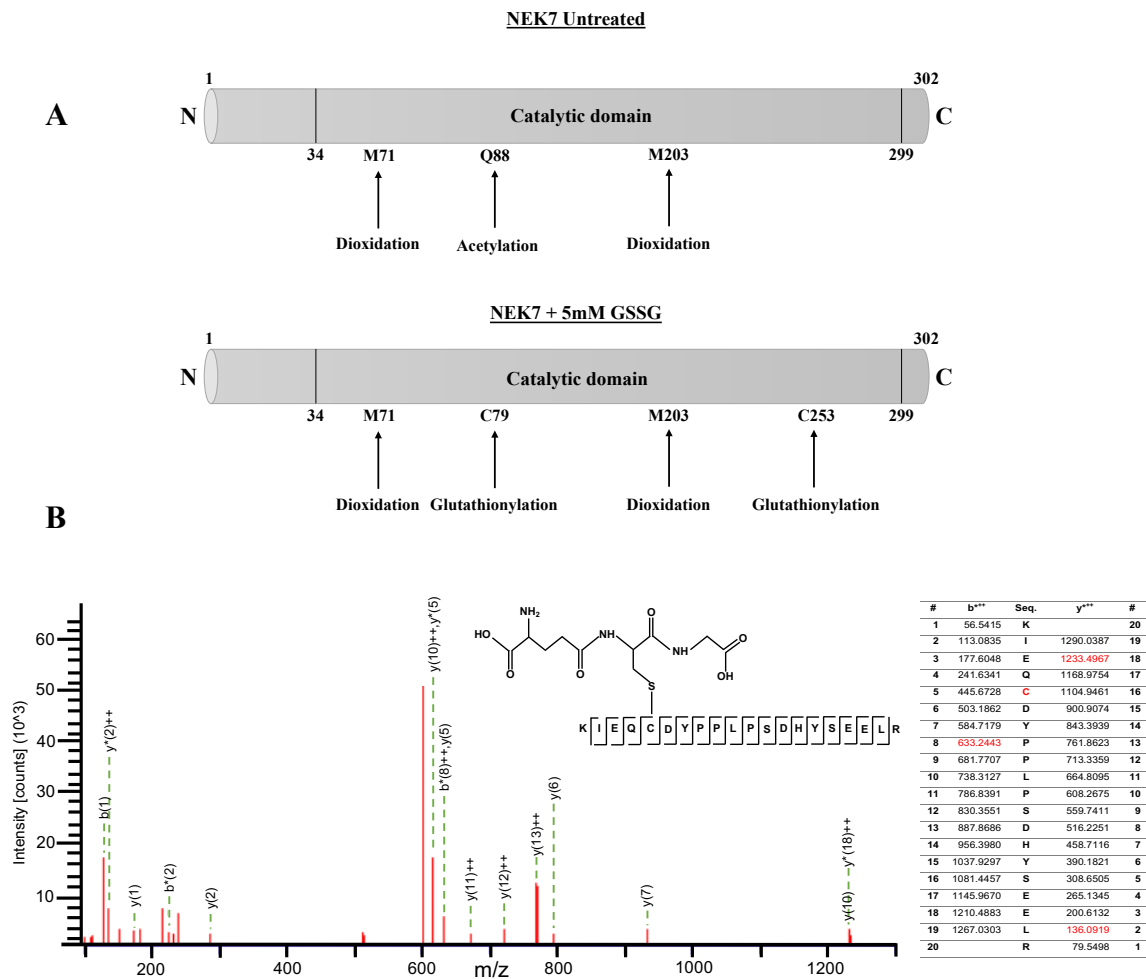 NEK7 Untreated
A
1 302
N Catalytic domain C
34 M71 Q88 M203 299
Dioxidation Acetylation Dioxidation
NEK7 + 5mM GSSG
1 302
N Catalytic domain C
34 M71 C79 M203 C253 299
Dioxidation Glutathionylation Dioxidation Glutathionylation
B
Intensity [counts] (10^3)
60
50
40
30
20
10
200 400 600 800 1000 1200
m/z
b(1)
y*(2)++
y(1)
b*(2)
y(2)
y(10)++,y*(5)
b*(8)++,y(5)
y(11)++
y(12)++
y(13)++
y(6)
y(7)
y(10)
y*(18)++
NH2
HO
O
O
NH
O
NH
O
OH
S
K I E Q C D Y P P L P S D H Y S E E L R
# b*++ Seq. y*++ #
1 56.5415 K 20
2 113.0835 I 1290.0387 19
3 177.6048 E 1233.4967 18
4 241.6341 Q 1168.9754 17
5 445.6728 C 1104.9461 16
6 503.1862 D 900.9074 15
7 584.7179 Y 843.3939 14
8 633.2443 P 761.8623 13
9 681.7707 P 713.3359 12
10 738.3127 L 664.8095 11
11 786.8391 P 608.2675 10
12 830.3551 S 559.7411 9
13 887.8686 D 516.2251 8
14 956.3980 H 458.7116 7
15 1037.9297 Y 390.1821 6
16 1081.4457 S 308.6505 5
17 1145.9670 E 265.1345 4
18 1210.4883 E 200.6132 3
19 1267.0303 L 136.0919 2
20 R 79.5498 1